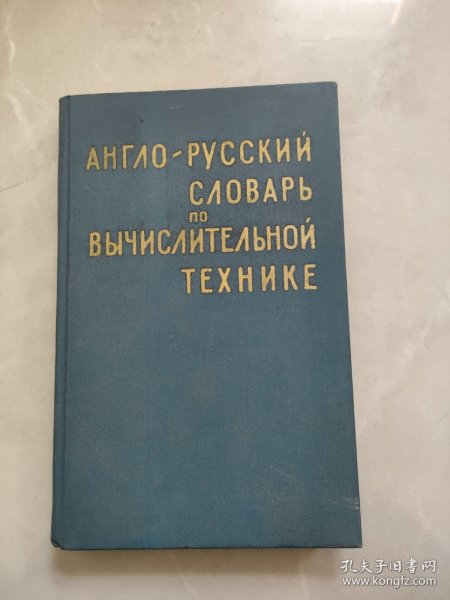 АНГЛО-РУССКИЙ
СЛОВАРЬ
ПО
ВЫЧИСЛИТЕЛЬНОЙ
ТЕХНИКЕ
孔夫子旧书网
www.kongfz.com